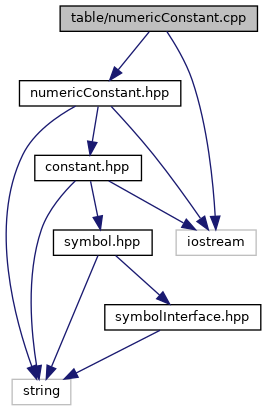 table/numericConstant.cpp
numericConstant.hpp
constant.hpp
symbol.hpp
iostream
symbolInterface.hpp
string